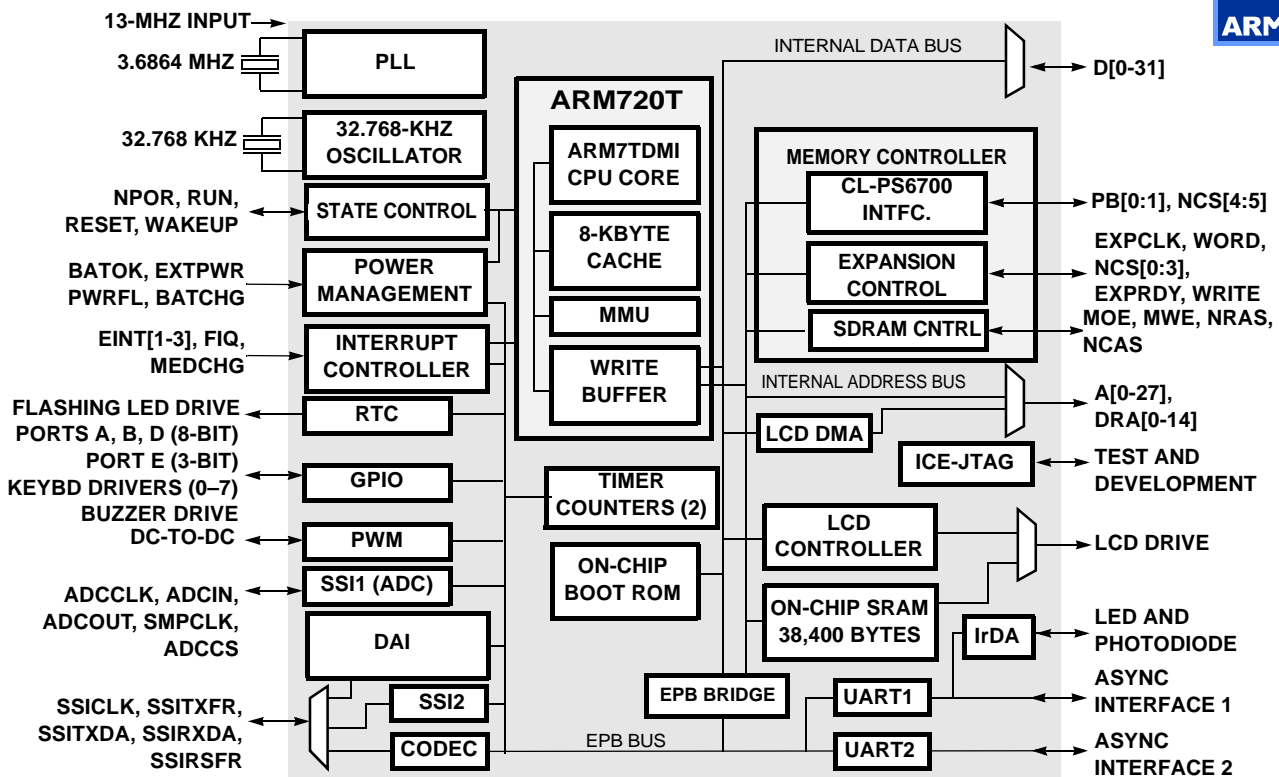 13-MHZ INPUT
3.6864 MHZ
PLL
32.768 KHZ
32.768-KHZ
OSCILLATOR
NPOR, RUN,
RESET, WAKEUP
STATE CONTROL
BATOK, EXTPWR
PWRFL, BATCHG
POWER
MANAGEMENT
EINT[1-3], FIQ,
MEDCHG
INTERRUPT
CONTROLLER
FLASHING LED DRIVE
RTC
PORTS A, B, D (8-BIT)
PORT E (3-BIT)
KEYBD DRIVERS (0–7)
BUZZER DRIVE
GPIO
DC-TO-DC
PWM
ADCCLK, ADCIN,
ADCOUT, SMPCLK,
ADCCS
SSI1 (ADC)
DAI
SSICLK, SSITXFR,
SSITXDA, SSIRXDA,
SSIRSFR
SSI2
CODEC
ARM720T
ARM7TDMI
CPU CORE
8-KBYTE
CACHE
MMU
WRITE
BUFFER
TIMER
COUNTERS (2)
ON-CHIP
BOOT ROM
EPB BRIDGE
EPB BUS
INTERNAL DATA BUS
D[0-31]
MEMORY CONTROLLER
CL-PS6700
INTFC.
PB[0:1], NCS[4:5]
EXPANSION
CONTROL
EXPCLK, WORD,
NCS[0:3],
EXPRDY, WRITE
SDRAM CNTRL
MOE, MWE, NRAS,
NCAS
INTERNAL ADDRESS BUS
A[0-27],
DRA[0-14]
LCD DMA
ICE-JTAG
TEST AND
DEVELOPMENT
LCD
CONTROLLER
LCD DRIVE
ON-CHIP SRAM
38,400 BYTES
IrDA
LED AND
PHOTODIODE
UART1
ASYNC
INTERFACE 1
UART2
ASYNC
INTERFACE 2
ARM